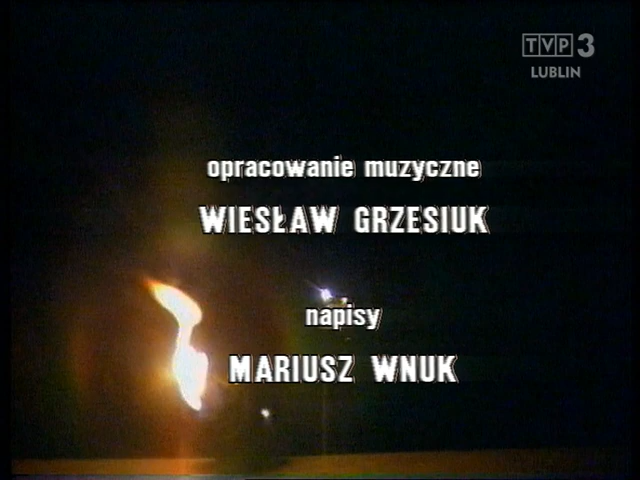 TVP3
LUBLIN
opracowanie muzyczne
WIESŁAW GRZESIUK
napisy
MARIUSZ WNUK